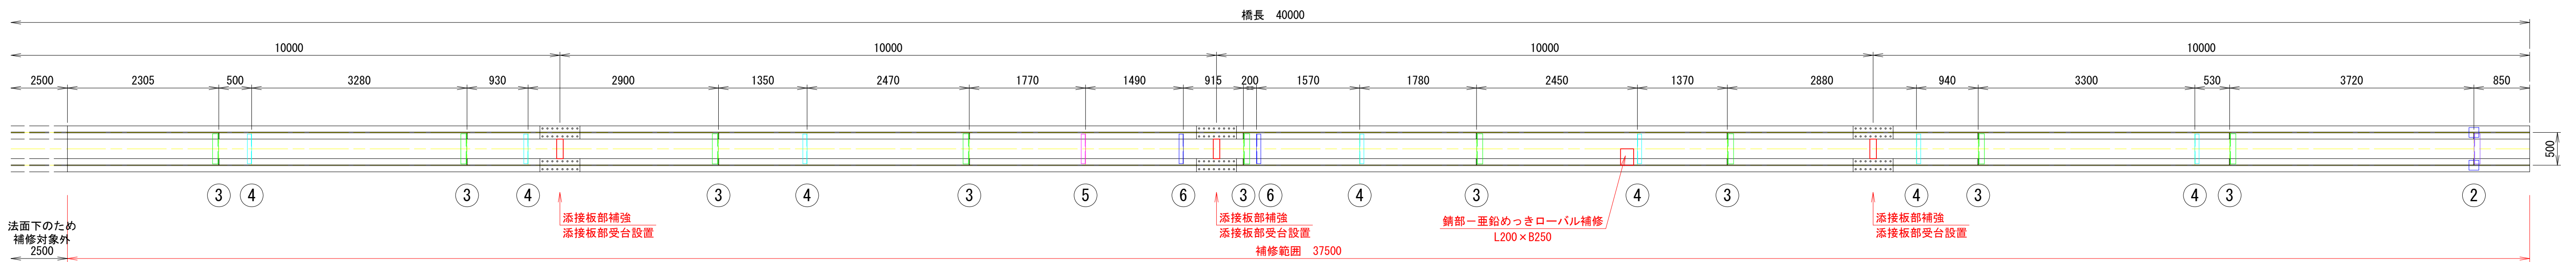 橋長　40000
10000 10000 10000 10000
2500 2305 500 3280 930 2900 1350 2470 1770 1490 915 200 1570 1780 2450 1370 2880 940 3300 530 3720 850
500
③ ④ ③ ④ ③ ④ ③ ⑤ ⑥ ③ ⑥ ④ ③ ④ ③ ④ ③ ④ ③ ②
法面下のため
補修対象外
2500
添接板部補強
添接板部受台設置
添接板部補強
添接板部受台設置
錆部－亜鉛めっきローバル補修
L200×B250
添接板部補強
添接板部受台設置
補修範囲　37500